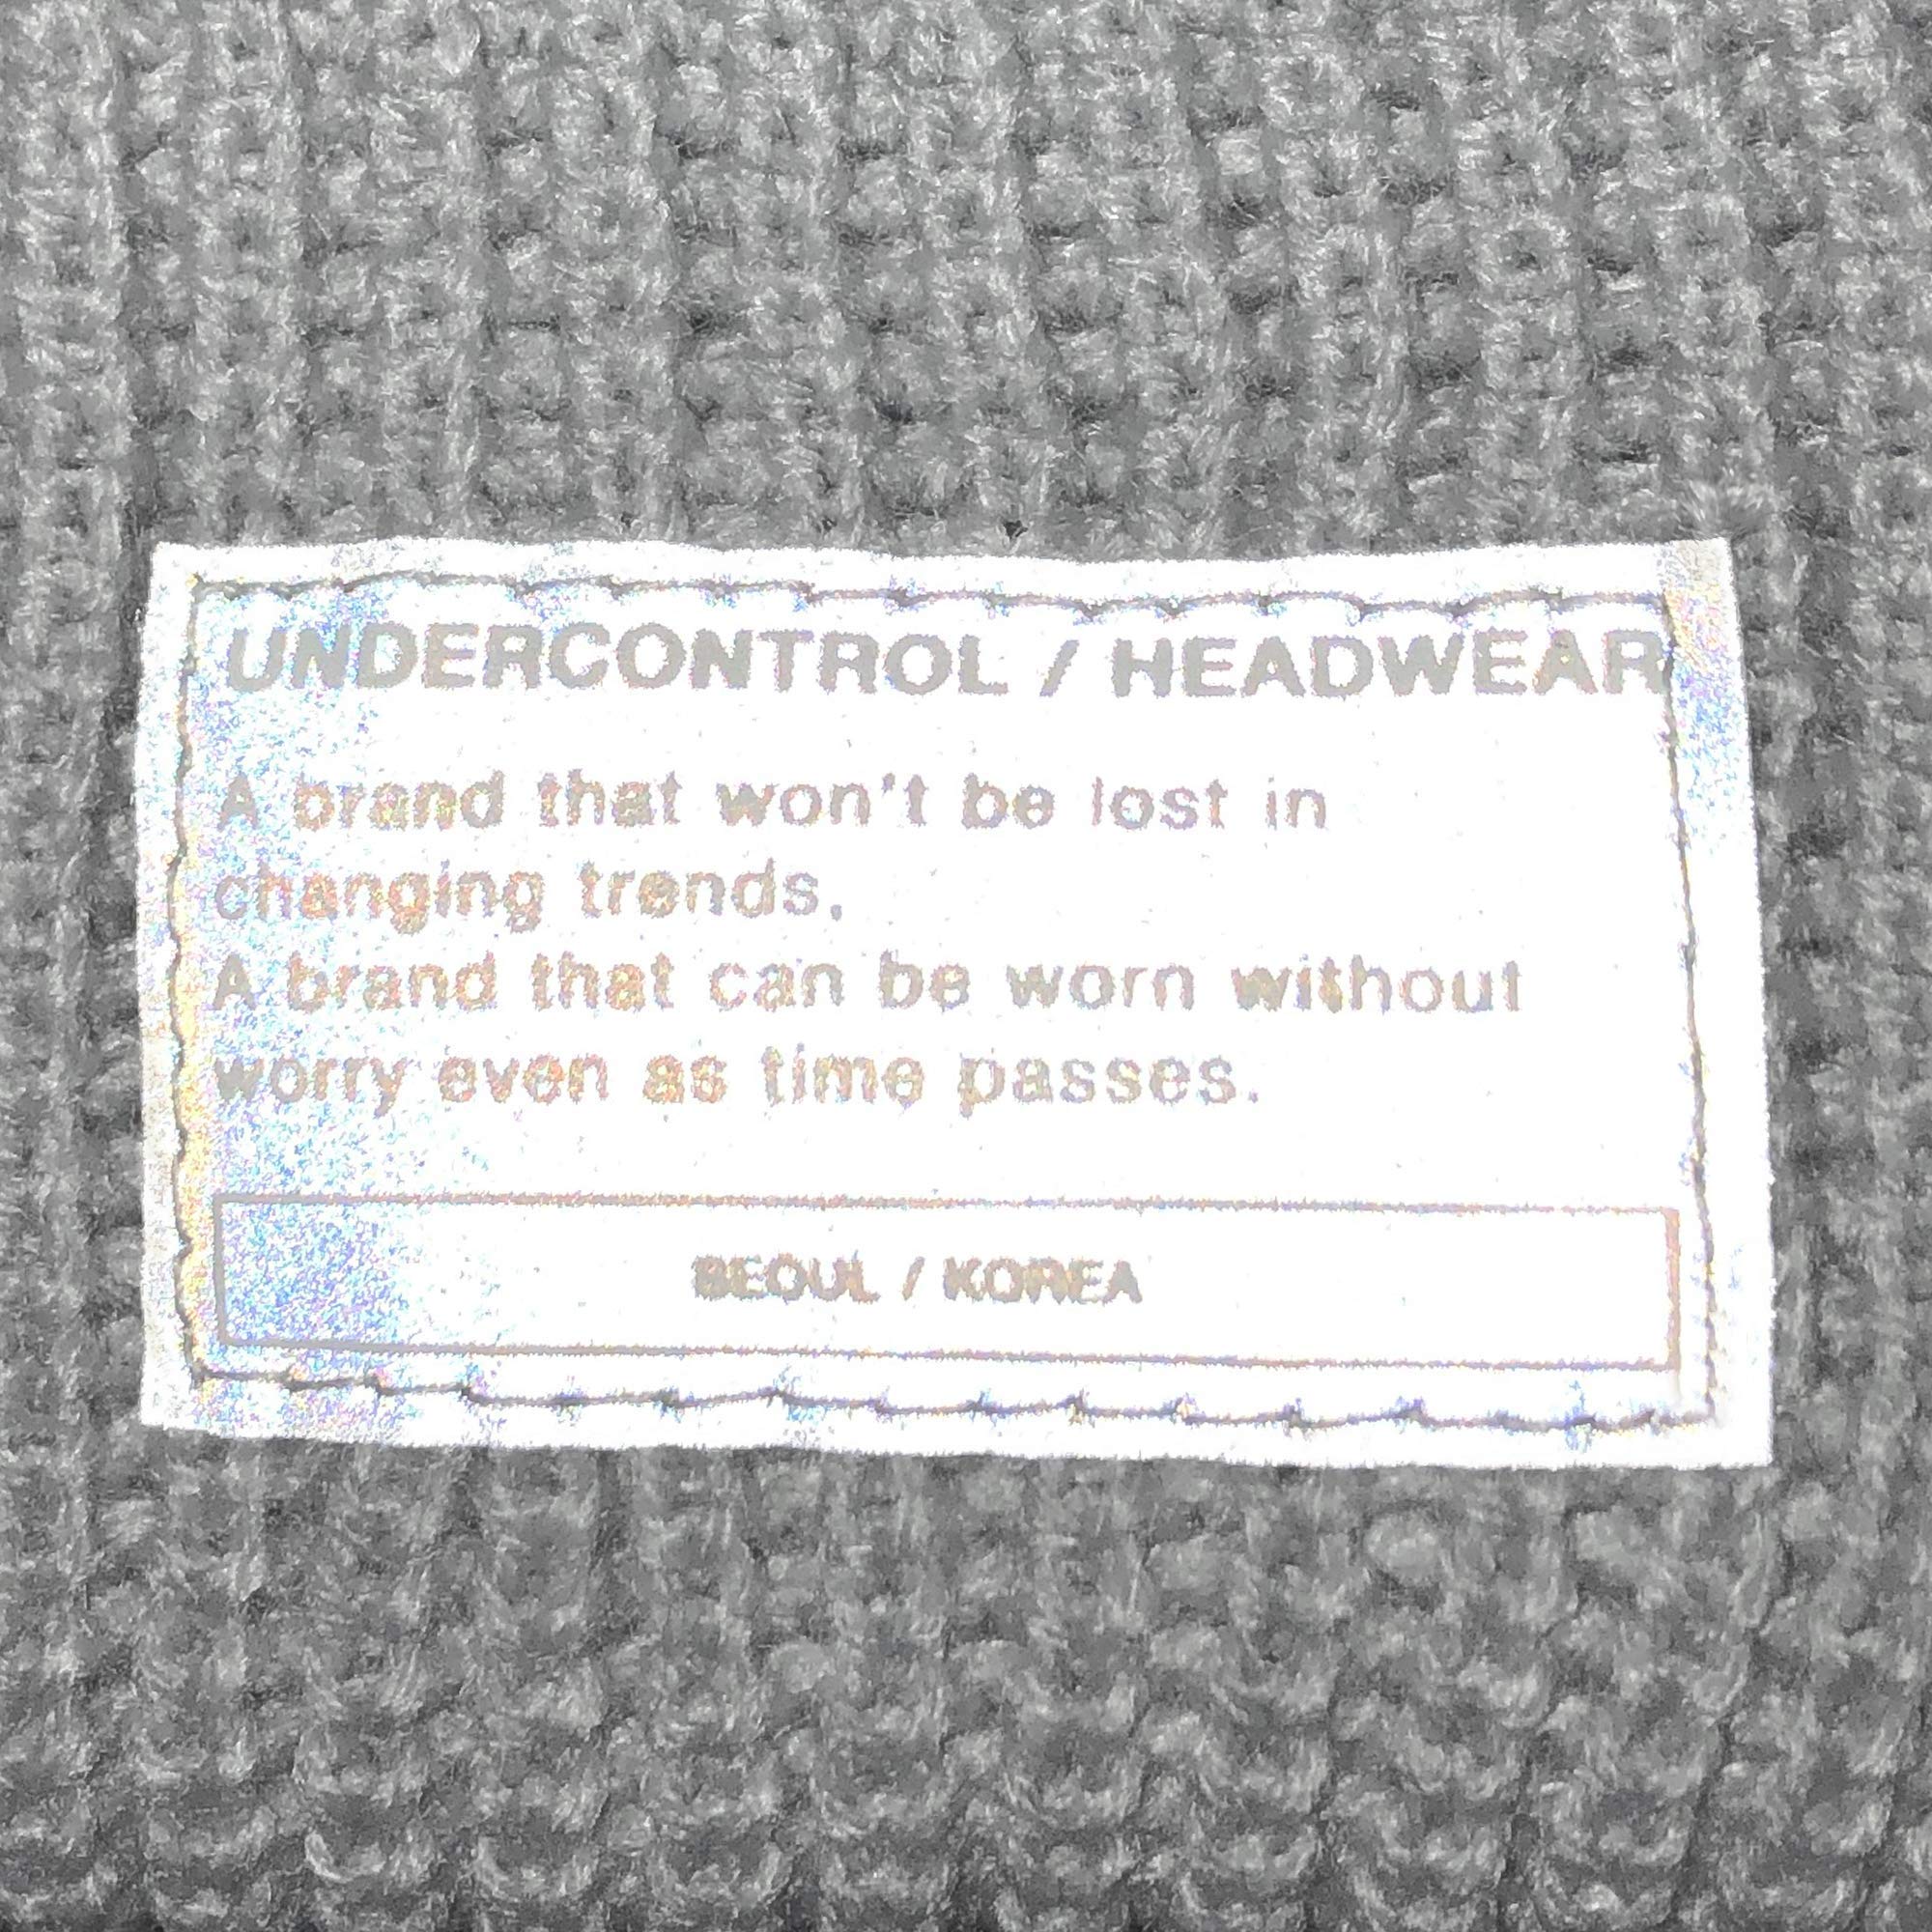 UNDERCONTROL / HEADWEAR
A brand that won't be lost in
changing trends,
A brand that can be worn without
worry even as time passes.
SEOUL / KOREA